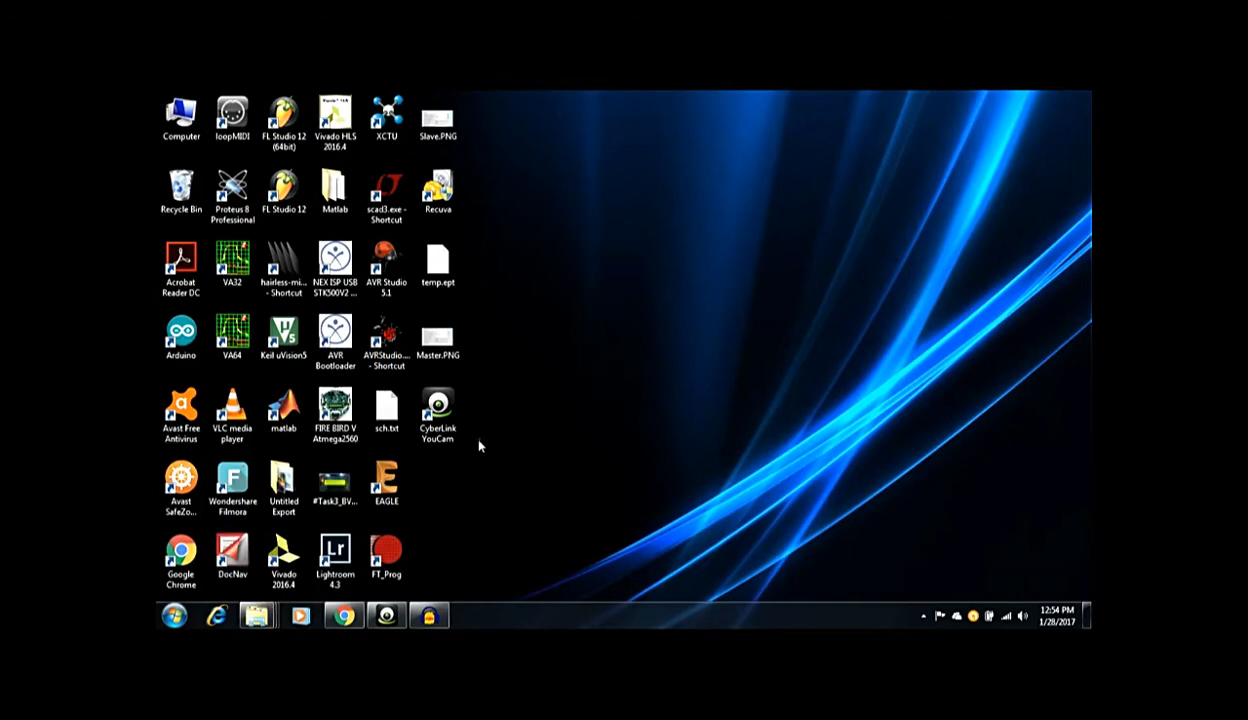 Computer
loopMIDI
FL Studio 12
(64bit)
Vivado HLS
2016.4
XCTU
Slave.PNG
Recycle Bin
Proteus 8
Professional
FL Studio 12
Matlab
scad3.exe -
Shortcut
Recuva
Acrobat
Reader DC
VA32
hairless-mi...
- Shortcut
NEX ISP USB
STK500V2 ...
AVR Studio
5.1
temp.ept
Arduino
VA64
Keil uVision5
AVR
Bootloader
AVRStudio....
- Shortcut
Master.PNG
Avast Free
Antivirus
VLC media
player
matlab
FIRE BIRD V
Atmega2560
sch.txt
CyberLink
YouCam
Avast
SafeZo...
Wondershare
Filmora
Untitled
Export
#Task3_BV...
EAGLE
Google
Chrome
DocNav
Vivado
2016.4
Lr
Lightroom
4.3
FT_Prog
12:54 PM
1/28/2017